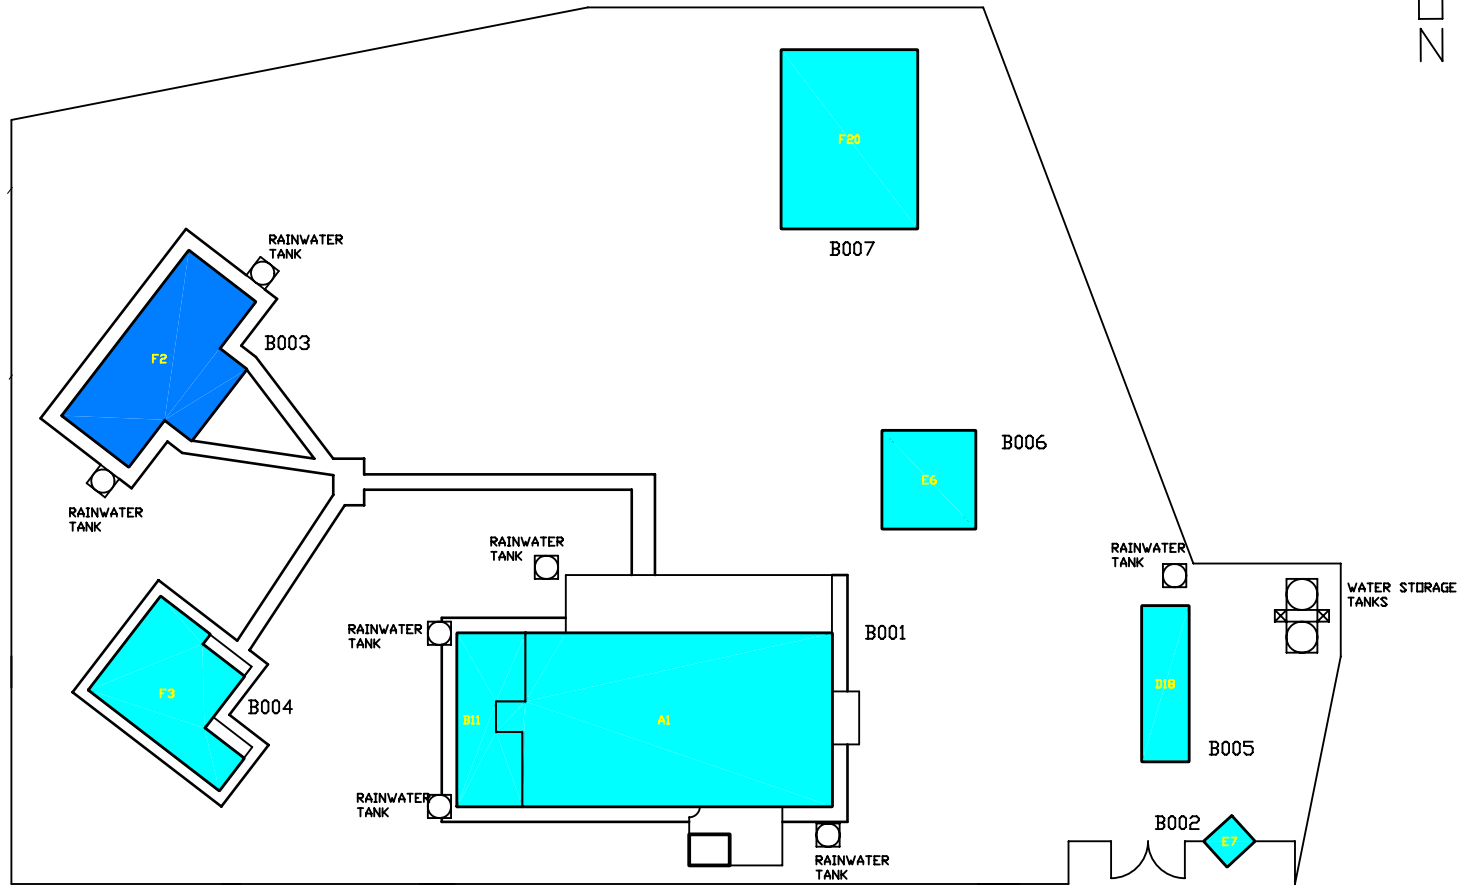 N
F20
B007
RAINWATER
TANK
B003
F2
B006
E6
RAINWATER
TANK
RAINWATER
TANK
RAINWATER
TANK
WATER STORAGE
TANKS
RAINWATER
TANK
B001
F3
B004
B11
A1
D18
B005
RAINWATER
TANK
B002
E7
RAINWATER
TANK